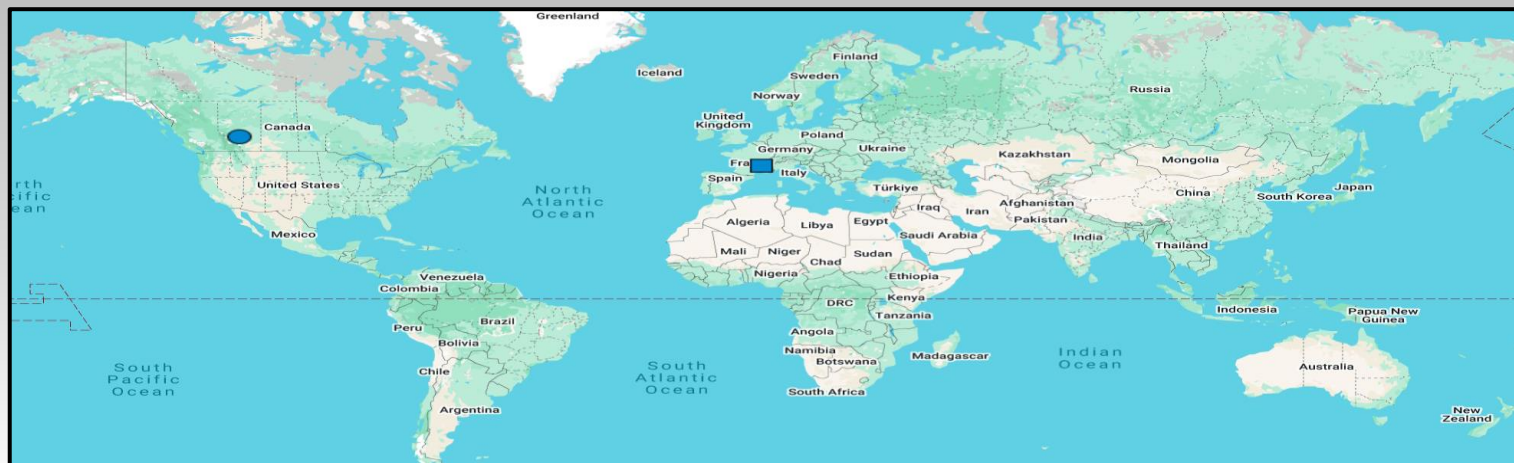 Greenland
Iceland
Finland
Sweden
Norway
Russia
United
Kingdom
Canada
Poland
Germany
Ukraine
Fra
Italy
Spain
Kazakhstan
Mongolia
United States
North
Atlantic
Ocean
rth
cific
ean
Türkiye
China
Japan
South Korea
Afghanistan
Iraq
Iran
Pakistan
Algeria
Libya
Egypt
Saudi Arabia
Mexico
India
Thailand
Mali
Niger
Chad
Sudan
Nigeria
Ethiopia
Venezuela
Colombia
Kenya
DRC
Tanzania
Indonesia
Papua New
Guinea
Brazil
Peru
Bolivia
Angola
Namibia
Botswana
Madagascar
Indian
Ocean
South
Pacific
Ocean
Chile
South
Atlantic
Ocean
South Africa
Australia
Argentina
New
Zealand